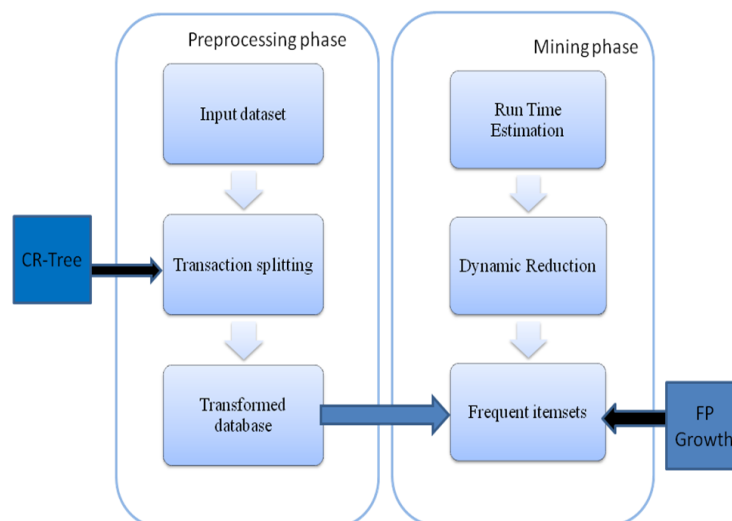 Preprocessing phase
Input dataset
CR-Tree
Transaction splitting
Transformed
database
Mining phase
Run Time
Estimation
Dynamic Reduction
Frequent itemsets
FP
Growth